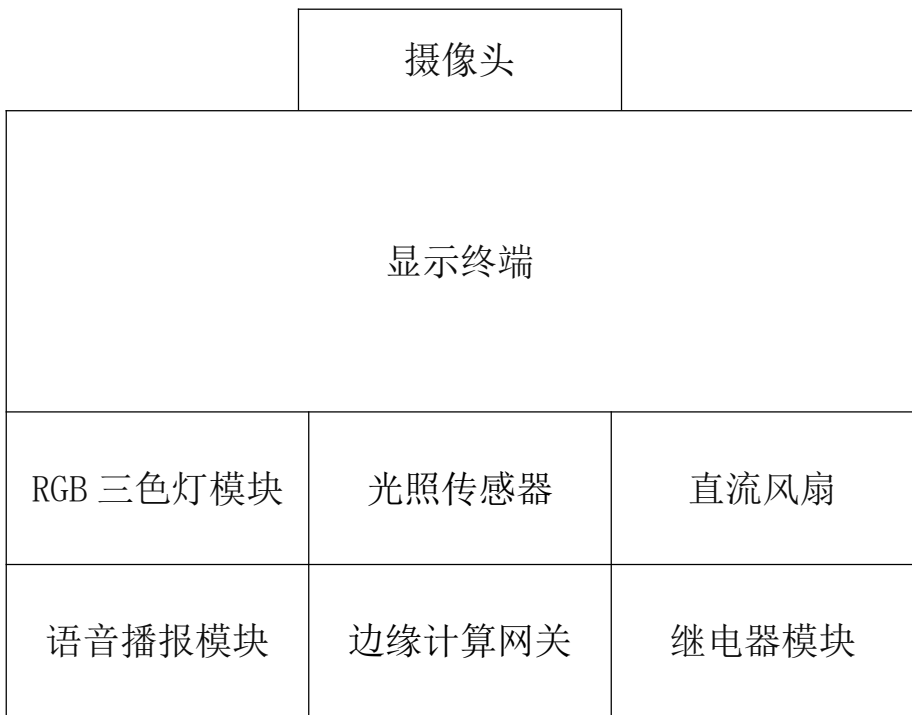 摄像头
显示终端
RGB 三色灯模块
光照传感器
直流风扇
语音播报模块
边缘计算网关
继电器模块